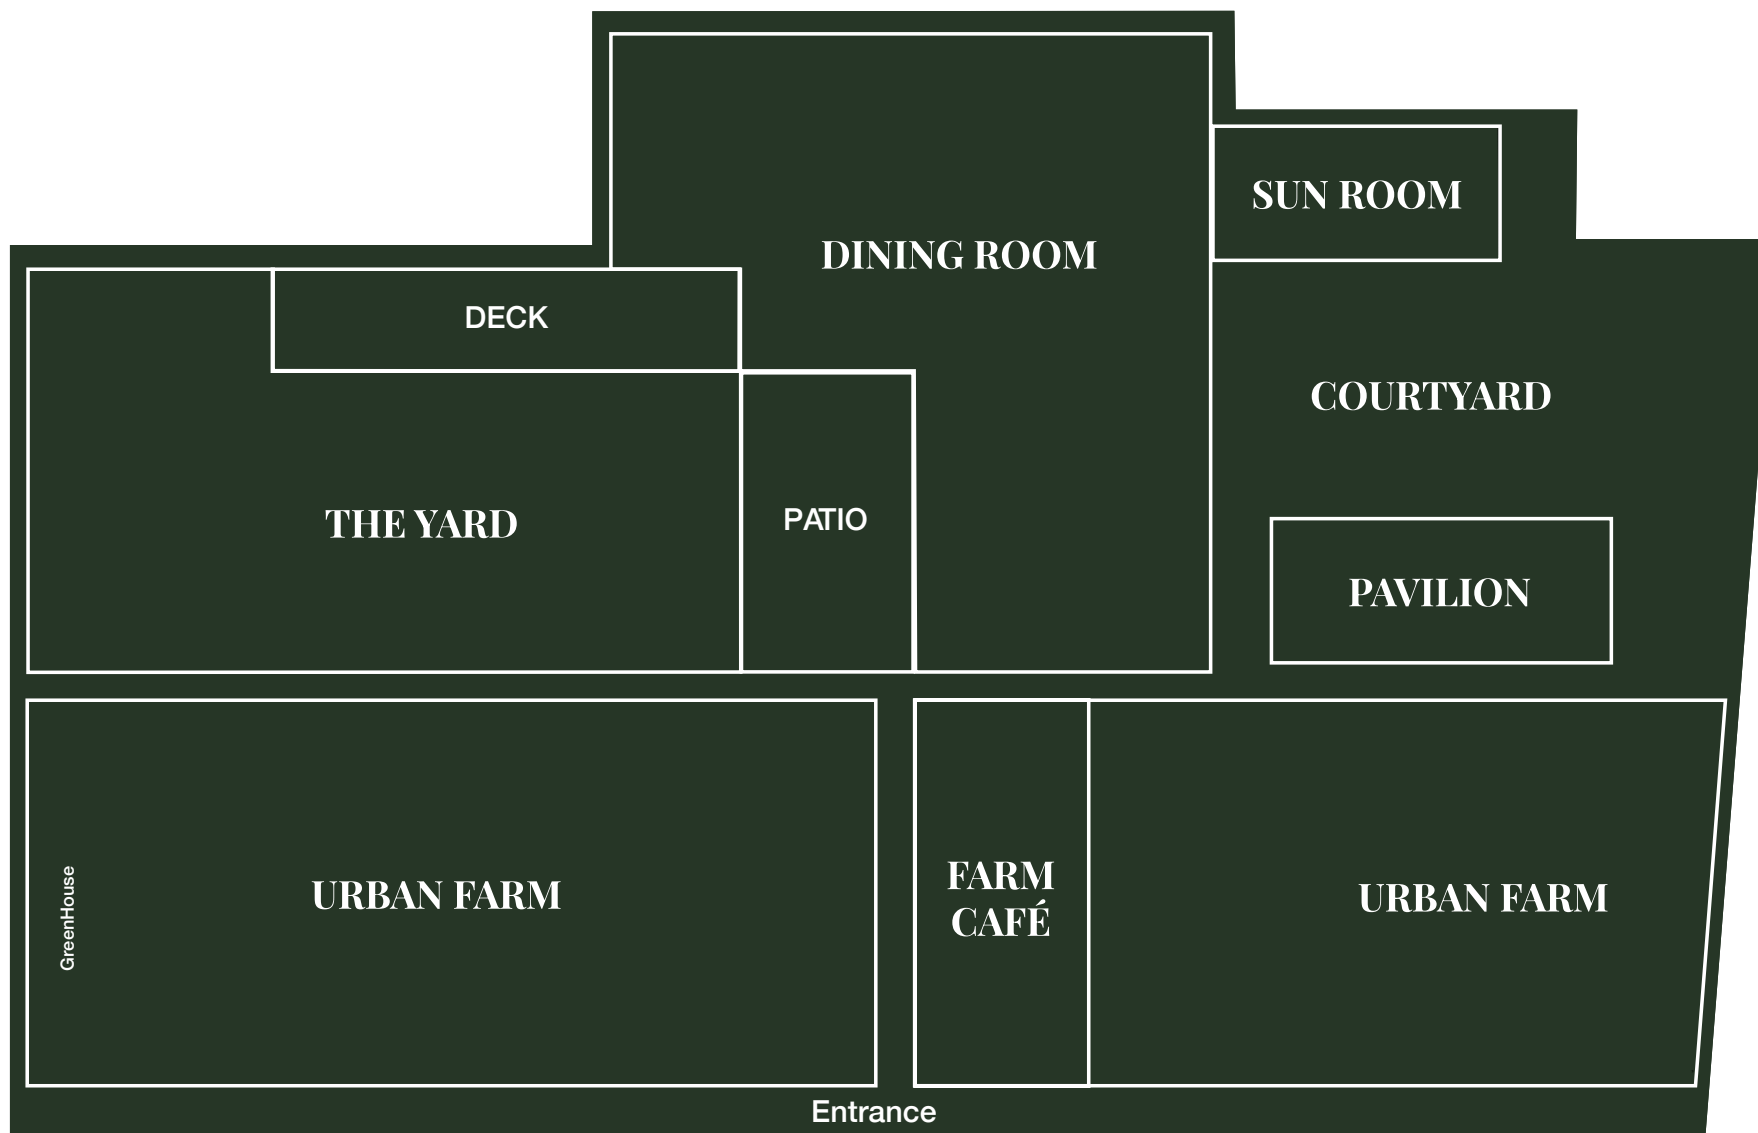 SUN ROOM
DINING ROOM
DECK
COURTYARD
THE YARD
PATIO
PAVILION
GreenHouse
URBAN FARM
FARM
CAFÉ
URBAN FARM
Entrance